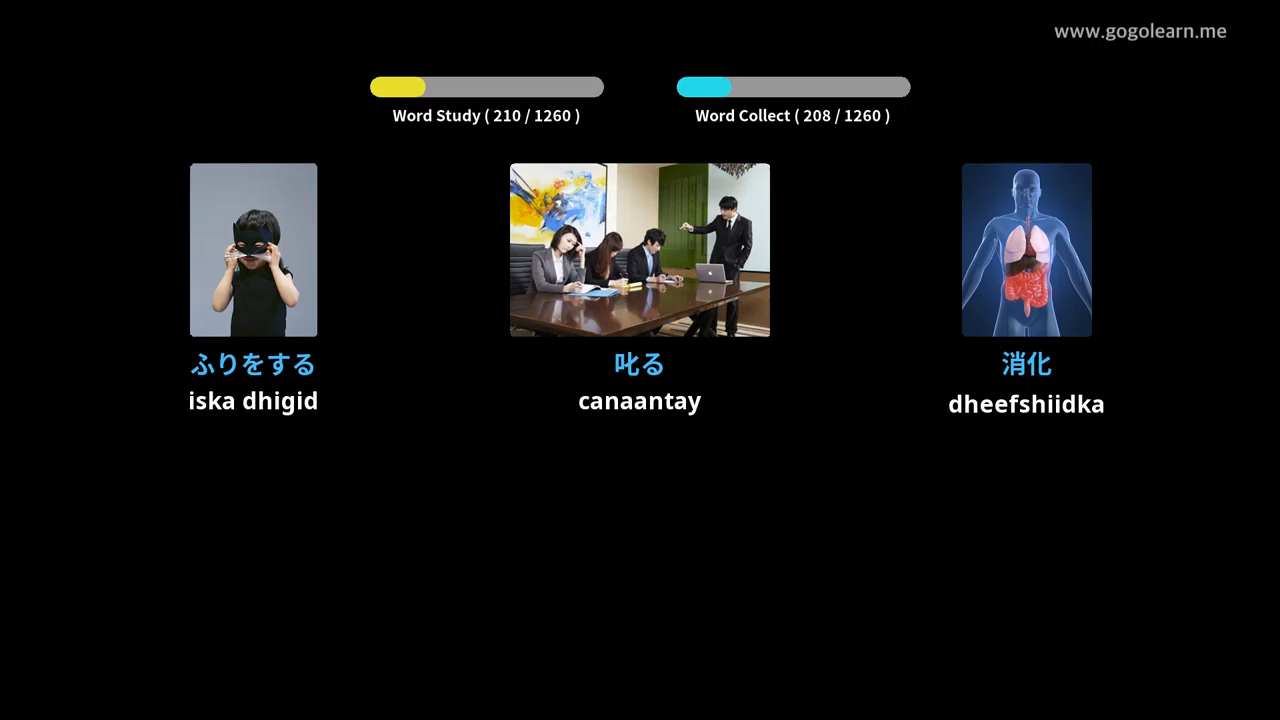 www.gogolearn.me
Word Study ( 210 / 1260 )
Word Collect ( 208 / 1260 )
ふりをする
iska dhigid
叱る
canaantay
消化
dheefshiidka